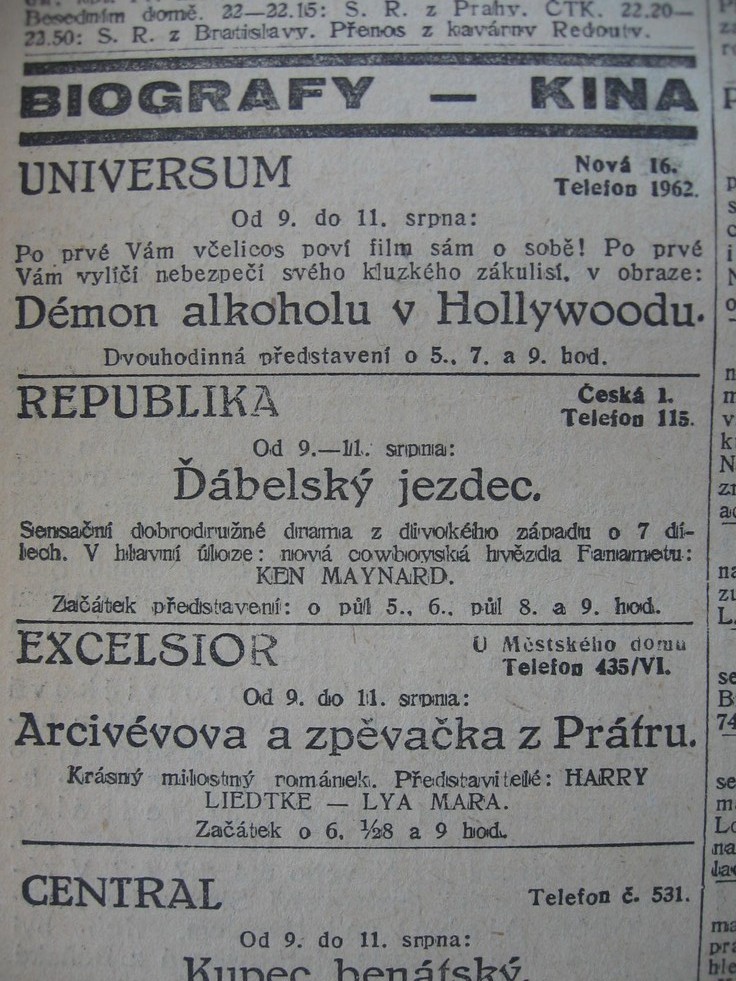 Besedním domě. 22—22.15: S. R. z Prahy. ČTK. 22.20—
23.50: S. R. z Bratislavy. Přenos z kavárny Redouty.
BIOGRAFY — KINA
UNIVERSUM
Nová 16.
Telefon 1962.
Od 9. do 11. srpna:
Po prvé Vám včelicos poví film sám o sobě! Po prvé
Vám vylíčí nebezpečí svého kluzkého zákulisí, v obraze:
Démon alkoholu v Hollywoodu.
Dvouhodinná představení o 5., 7. a 9. hod.
REPUBLIKA
Česká 1.
Telefon 115.
Od 9.—11. srpna:
Ďábelský jezdec.
Sensační dobrodružné drama z divokého západu o 7 dí-
lech. V hlavní úloze: nová cowboyská hvězda Fanametu:
KEN MAYNARD.
Začátek představení: o půl 5., 6., půl 8. a 9. hod.
EXCELSIOR
U Městského domu
Telefon 435/VI.
Od 9. do 11. srpna:
Arcivévova a zpěvačka z Prátru.
Krásný milostný románek. Představitelé: HARRY
LIEDTKE — LYA MARA.
Začátek o 6, ½8 a 9 hod.
CENTRAL
Telefon č. 531.
Od 9. do 11. srpna:
Kupec benátský.